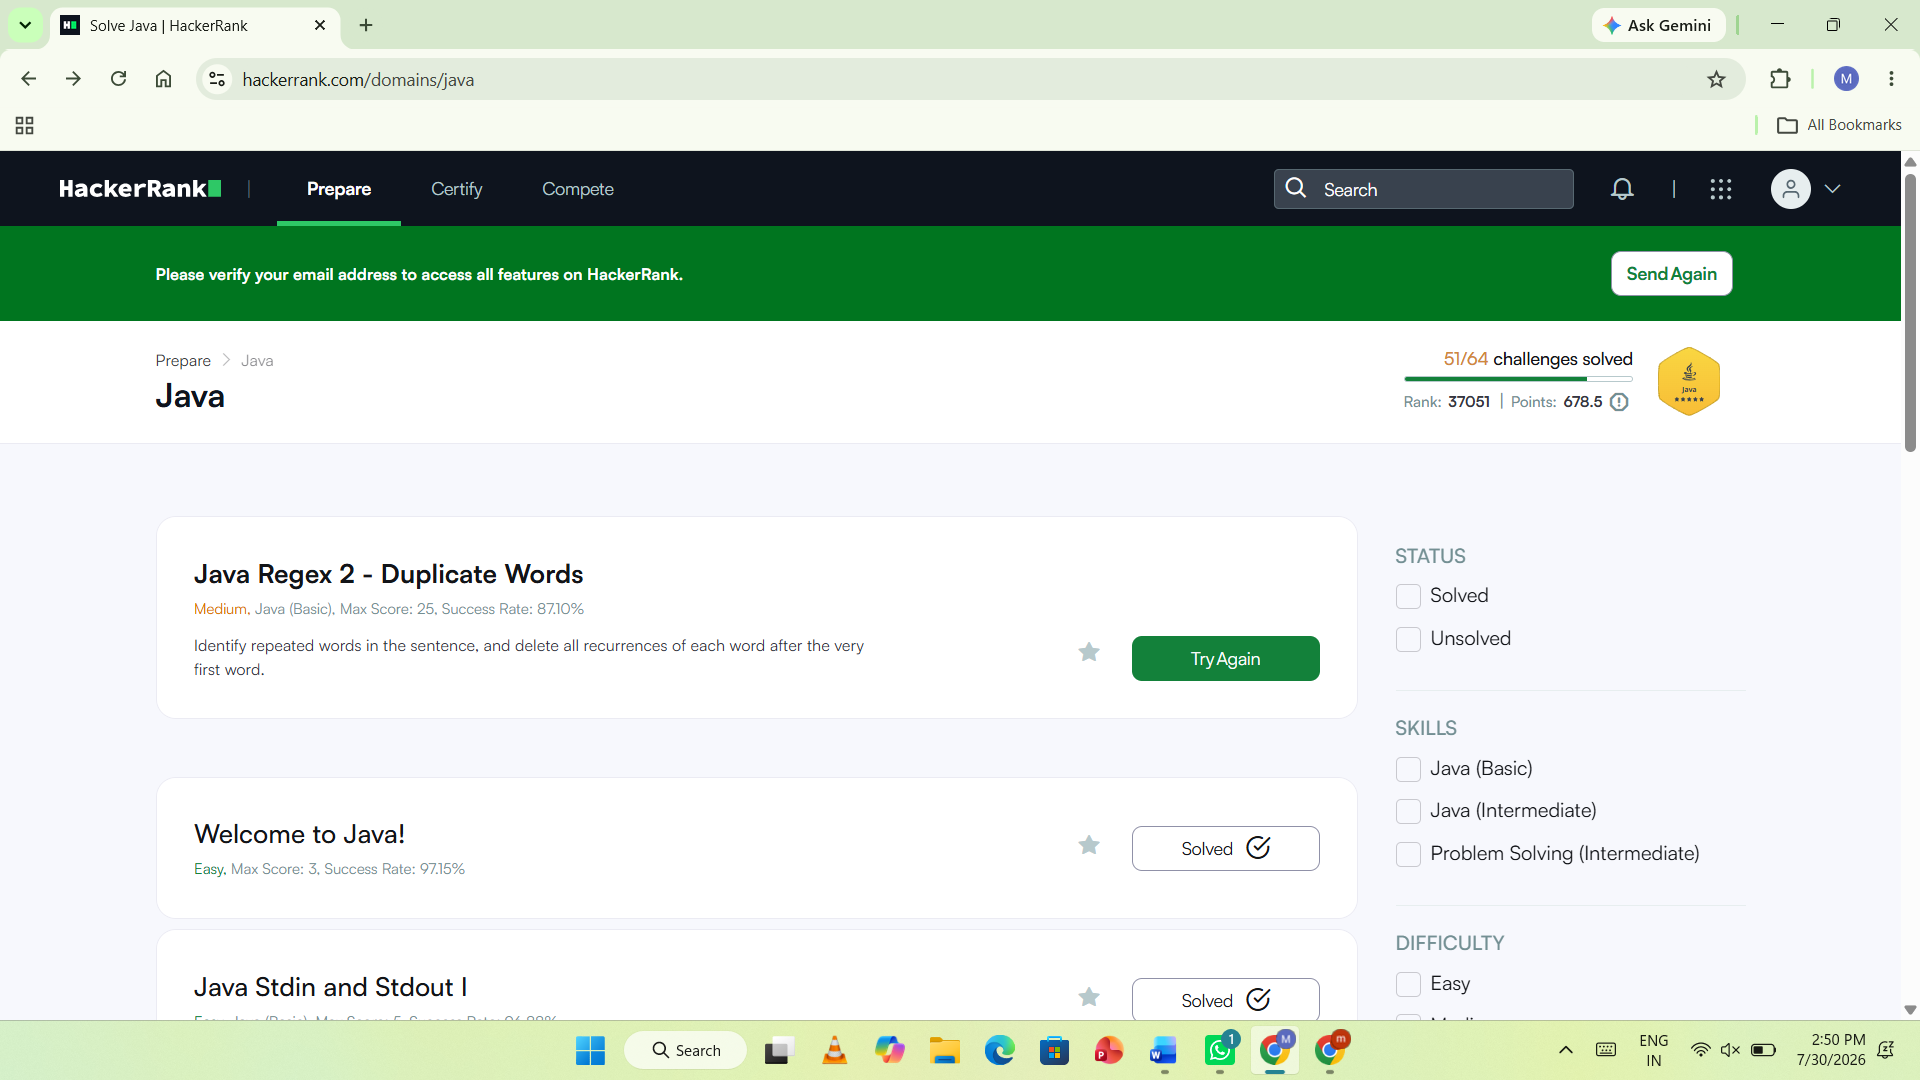 Solve Java | HackerRank
Ask Gemini
hackerrank.com/domains/java
M
All Bookmarks
HackerRank
Prepare
Certify
Compete
Search
Please verify your email address to access all features on HackerRank.
Send Again
Prepare > Java
Java
51/64 challenges solved
Rank: 37051 | Points: 678.5
Java
Java Regex 2 - Duplicate Words
Medium, Java (Basic), Max Score: 25, Success Rate: 87.10%
Identify repeated words in the sentence, and delete all recurrences of each word after the very
first word.
Try Again
Welcome to Java!
Easy, Max Score: 3, Success Rate: 97.15%
Solved
Java Stdin and Stdout I
Solved
STATUS
Solved
Unsolved
SKILLS
Java (Basic)
Java (Intermediate)
Problem Solving (Intermediate)
DIFFICULTY
Easy
Search
1
M
m
ENG
IN
2:50 PM
7/30/2026